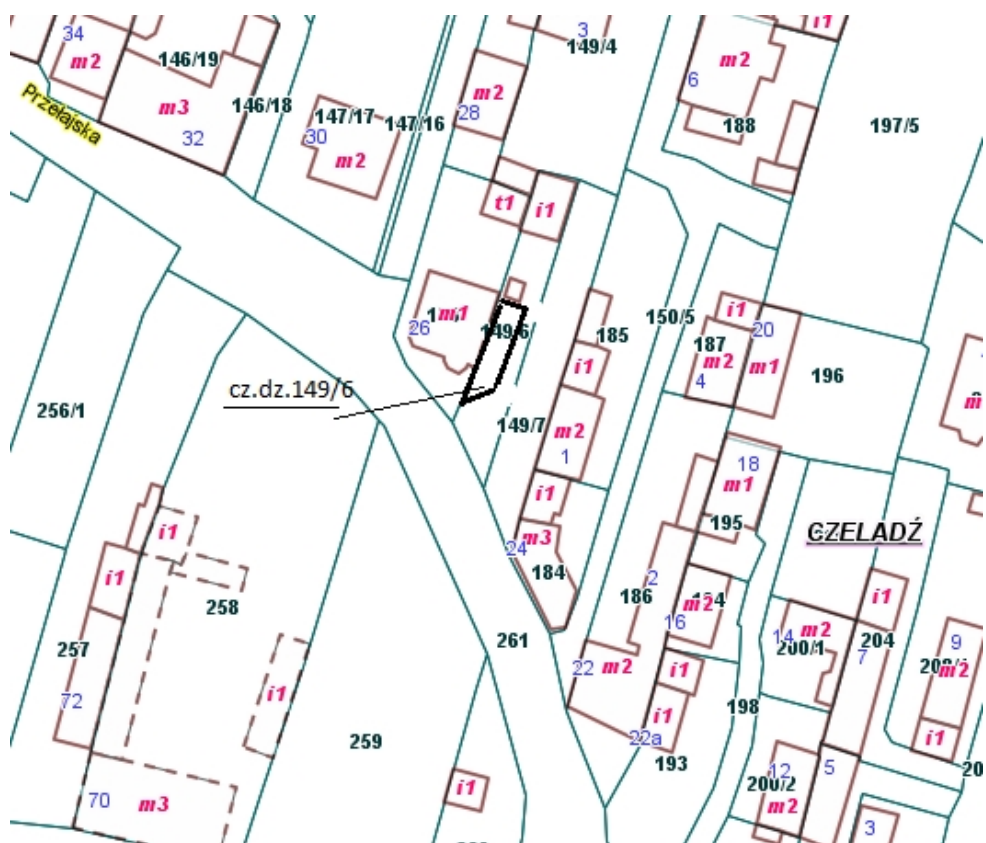 34
m2
146/19
Przełajska
m3
146/18
32
147/17
147/16
30
m2
m2
28
3
149/4
i1
m2
6
188
197/5
t1
i1
m1
26
149/6
i1
185
150/5
i1
187
m2
4
20
m1
196
256/1
cz.dz.149/6
149/7
m2
1
i1
m3
24
184
18
m1
195
CZELADŹ
i1
i1
258
257
72
i1
186
2
m2
16
14
m2
200/1
i1
204
7
9
m2
i1
261
22
m2
i1
i1
22a
193
198
259
i1
12
200/2
m2
5
3
70
m3